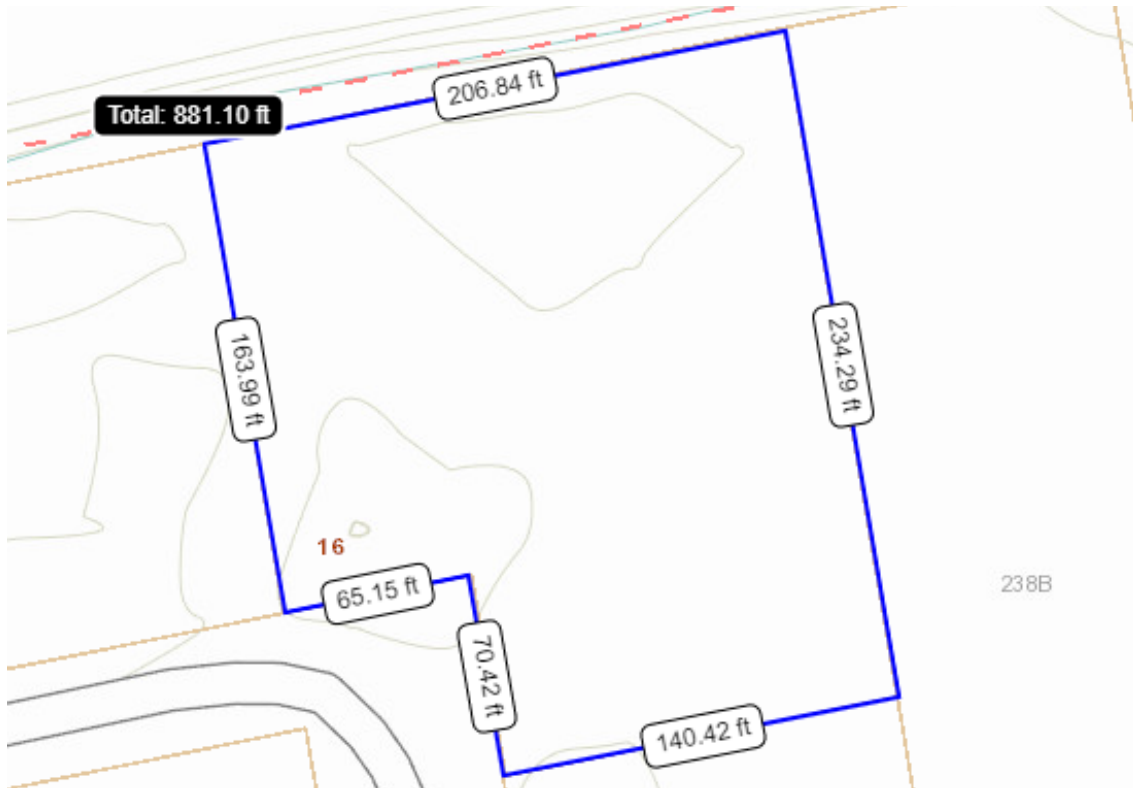 206.84 ft
Total: 881.10 ft
163.99 ft
234.29 ft
16
65.15 ft
238B
70.42 ft
140.42 ft